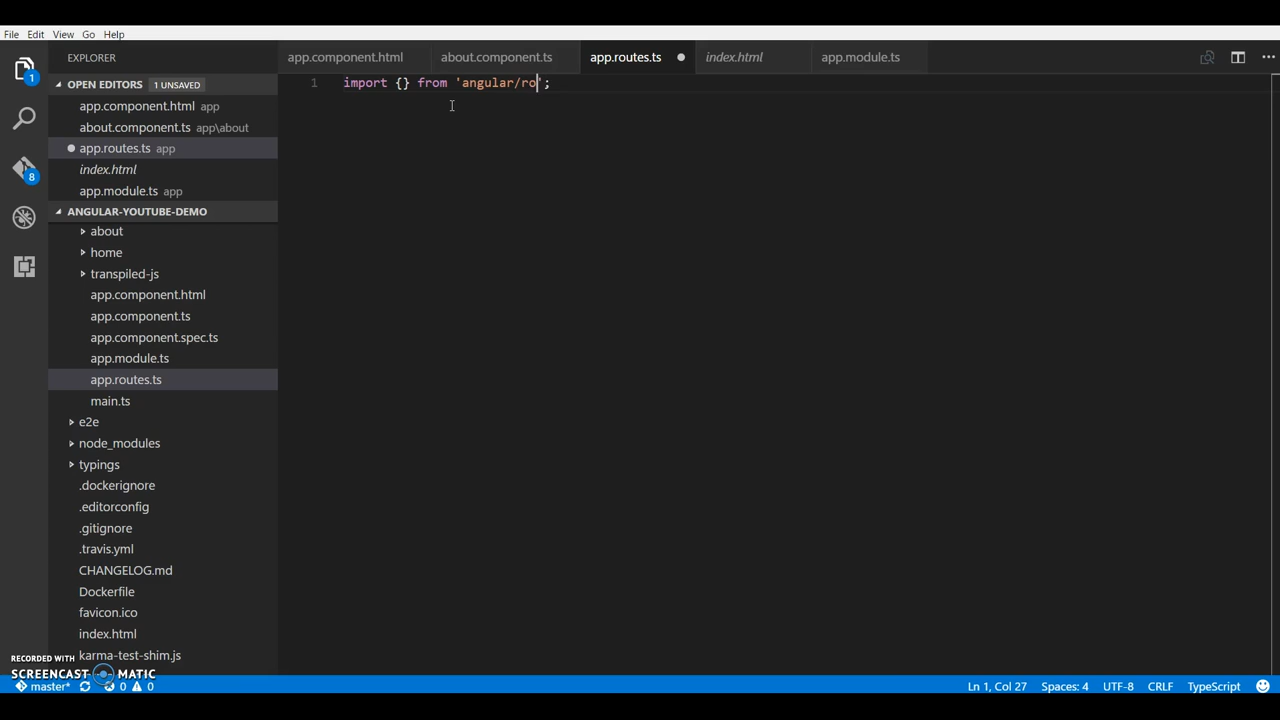 File Edit View Go Help
EXPLORER
app.component.html about.component.ts app.routes.ts index.html app.module.ts
1
OPEN EDITORS 1 UNSAVED
1 import {} from 'angular/ro';
app.component.html app
about.component.ts app\about
app.routes.ts app
index.html
8
app.module.ts app
ANGULAR-YOUTUBE-DEMO
about
home
transpiled-js
app.component.html
app.component.ts
app.component.spec.ts
app.module.ts
app.routes.ts
main.ts
e2e
node_modules
typings
.dockerignore
.editorconfig
.gitignore
.travis.yml
CHANGELOG.md
Dockerfile
favicon.ico
index.html
karma-test-shim.js
RECORDED WITH
SCREENCAST MATIC
master* 0 0 Ln 1, Col 27 Spaces: 4 UTF-8 CRLF TypeScript